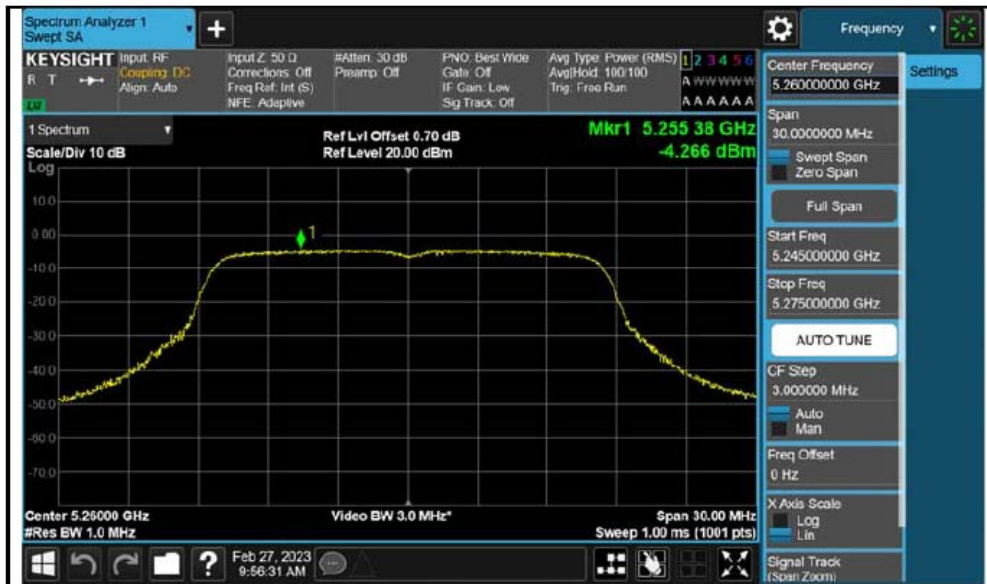 Spectrum Analyzer 1
Swept SA
+
Frequency
KEYSIGHT
R T
LXI
Input: RF
Coupling: DC
Align: Auto
Input Z: 50 Ω
Corrections: Off
Freq Ref: Int (S)
NFE: Adaptive
#Atten: 30 dB
Preamp: Off
PNO: Best Wide
Gate: Off
IF Gain: Low
Sig Track: Off
Avg Type: Power (RMS)
Avg|Hold: 100/100
Trig: Free Run
1 2 3 4 5 6
A W W W W W
A A A A A A
Center Frequency
5.260000000 GHz
Settings
1 Spectrum
Scale/Div 10 dB
Log
Ref Lvl Offset 0.70 dB
Ref Level 20.00 dBm
Mkr1 5.255 38 GHz
-4.266 dBm
Span
30.0000000 MHz
Swept Span
Zero Span
Full Span
Start Freq
5.245000000 GHz
Stop Freq
5.275000000 GHz
AUTO TUNE
CF Step
3.000000 MHz
Auto
Man
Freq Offset
0 Hz
X Axis Scale
Log
Lin
Signal Track
(Span Zoom)
10.0
0.00
-10.0
-20.0
-30.0
-40.0
-50.0
-60.0
-70.0
1
Center 5.26000 GHz
#Res BW 1.0 MHz
Video BW 3.0 MHz*
Span 30.00 MHz
Sweep 1.00 ms (1001 pts)
?
Feb 27, 2023
9:56:31 AM